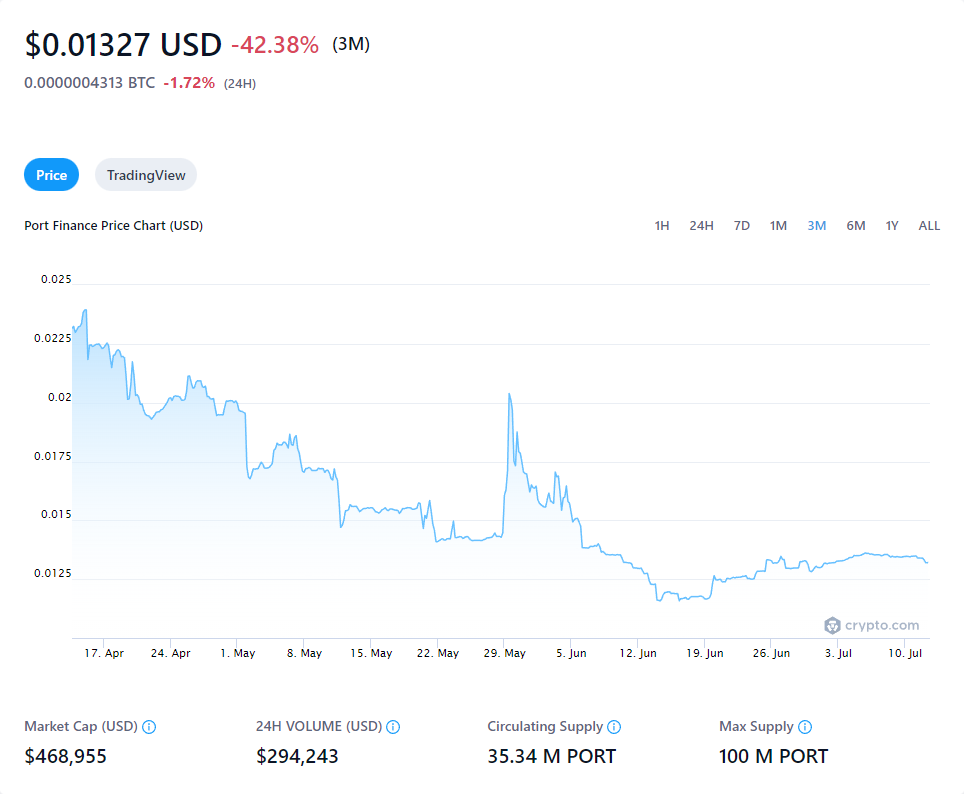 $0.01327 USD -42.38% (3M)
0.0000004313 BTC -1.72% (24H)
Price TradingView
Port Finance Price Chart (USD) 1H 24H 7D 1M 3M 6M 1Y ALL
0.025
0.0225
0.02
0.0175
0.015
0.0125
crypto.com
17. Apr 24. Apr 1. May 8. May 15. May 22. May 29. May 5. Jun 12. Jun 19. Jun 26. Jun 3. Jul 10. Jul
Market Cap (USD) 24H VOLUME (USD) Circulating Supply Max Supply
$468,955 $294,243 35.34 M PORT 100 M PORT